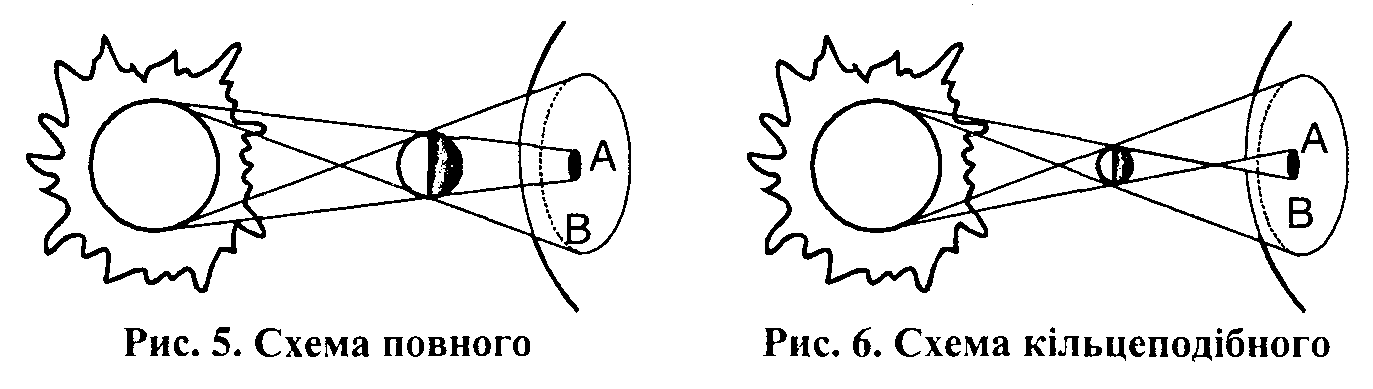 A
B
Рис. 5. Схема повного
A
B
Рис. 6. Схема кільцеподібного